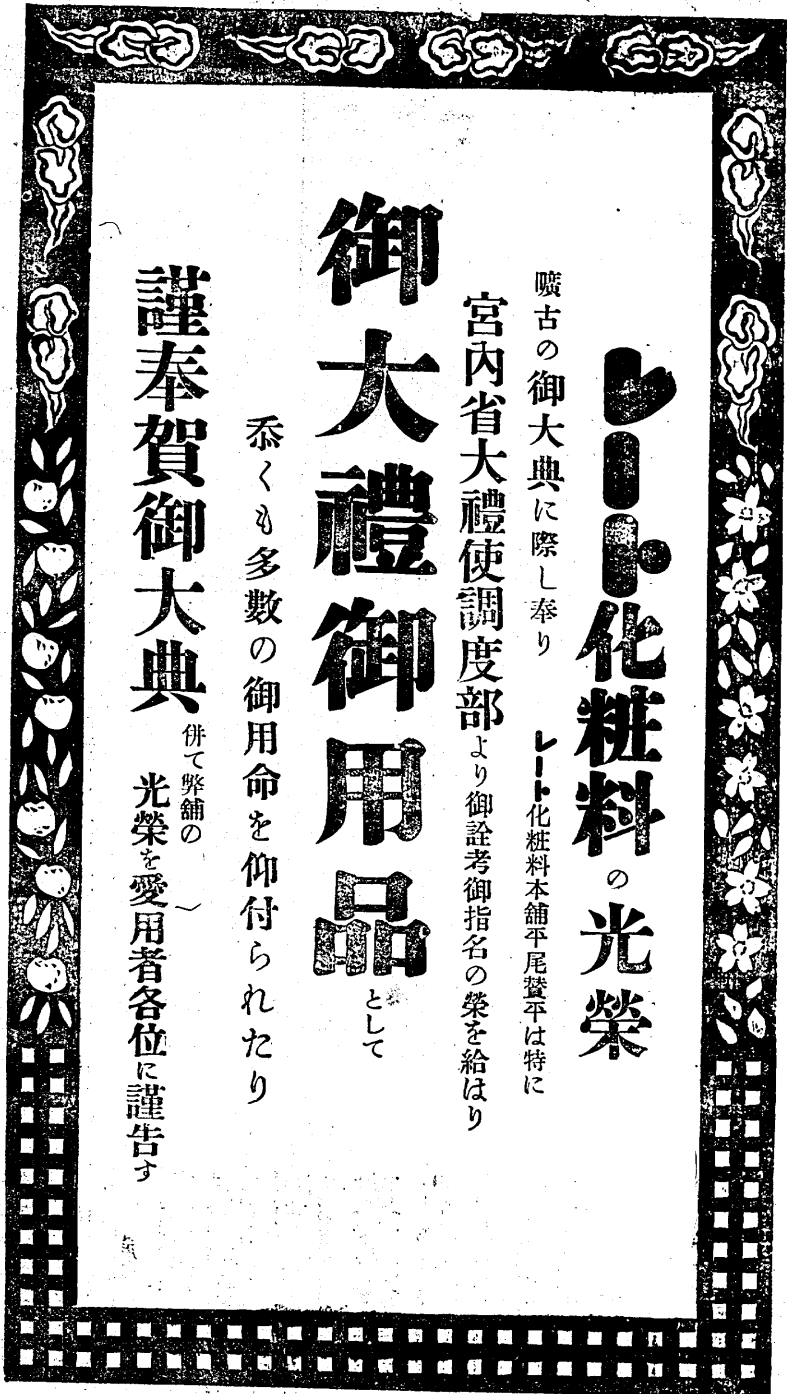 レート化粧料の光榮
曠古の御大典に際し奉り レート化粧料本舖平尾賛平は特に
宮內省大禮使調度部より御詮考御指名の榮を給はり
御大禮御用品として
忝くも多數の御用命を仰付られたり
謹奉賀御大典
併て弊舖の
光榮を愛用者各位に謹告す